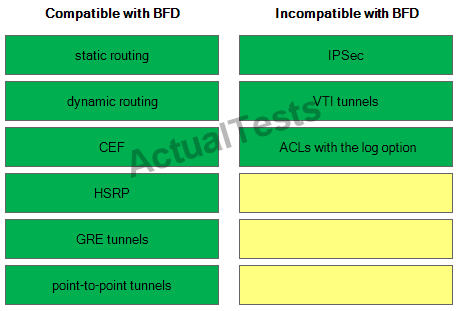 Compatible with BFD
Incompatible with BFD
static routing
IPSec
dynamic routing
VTI tunnels
CEF
ACLs with the log option
HSRP
GRE tunnels
point-to-point tunnels
ActualTests